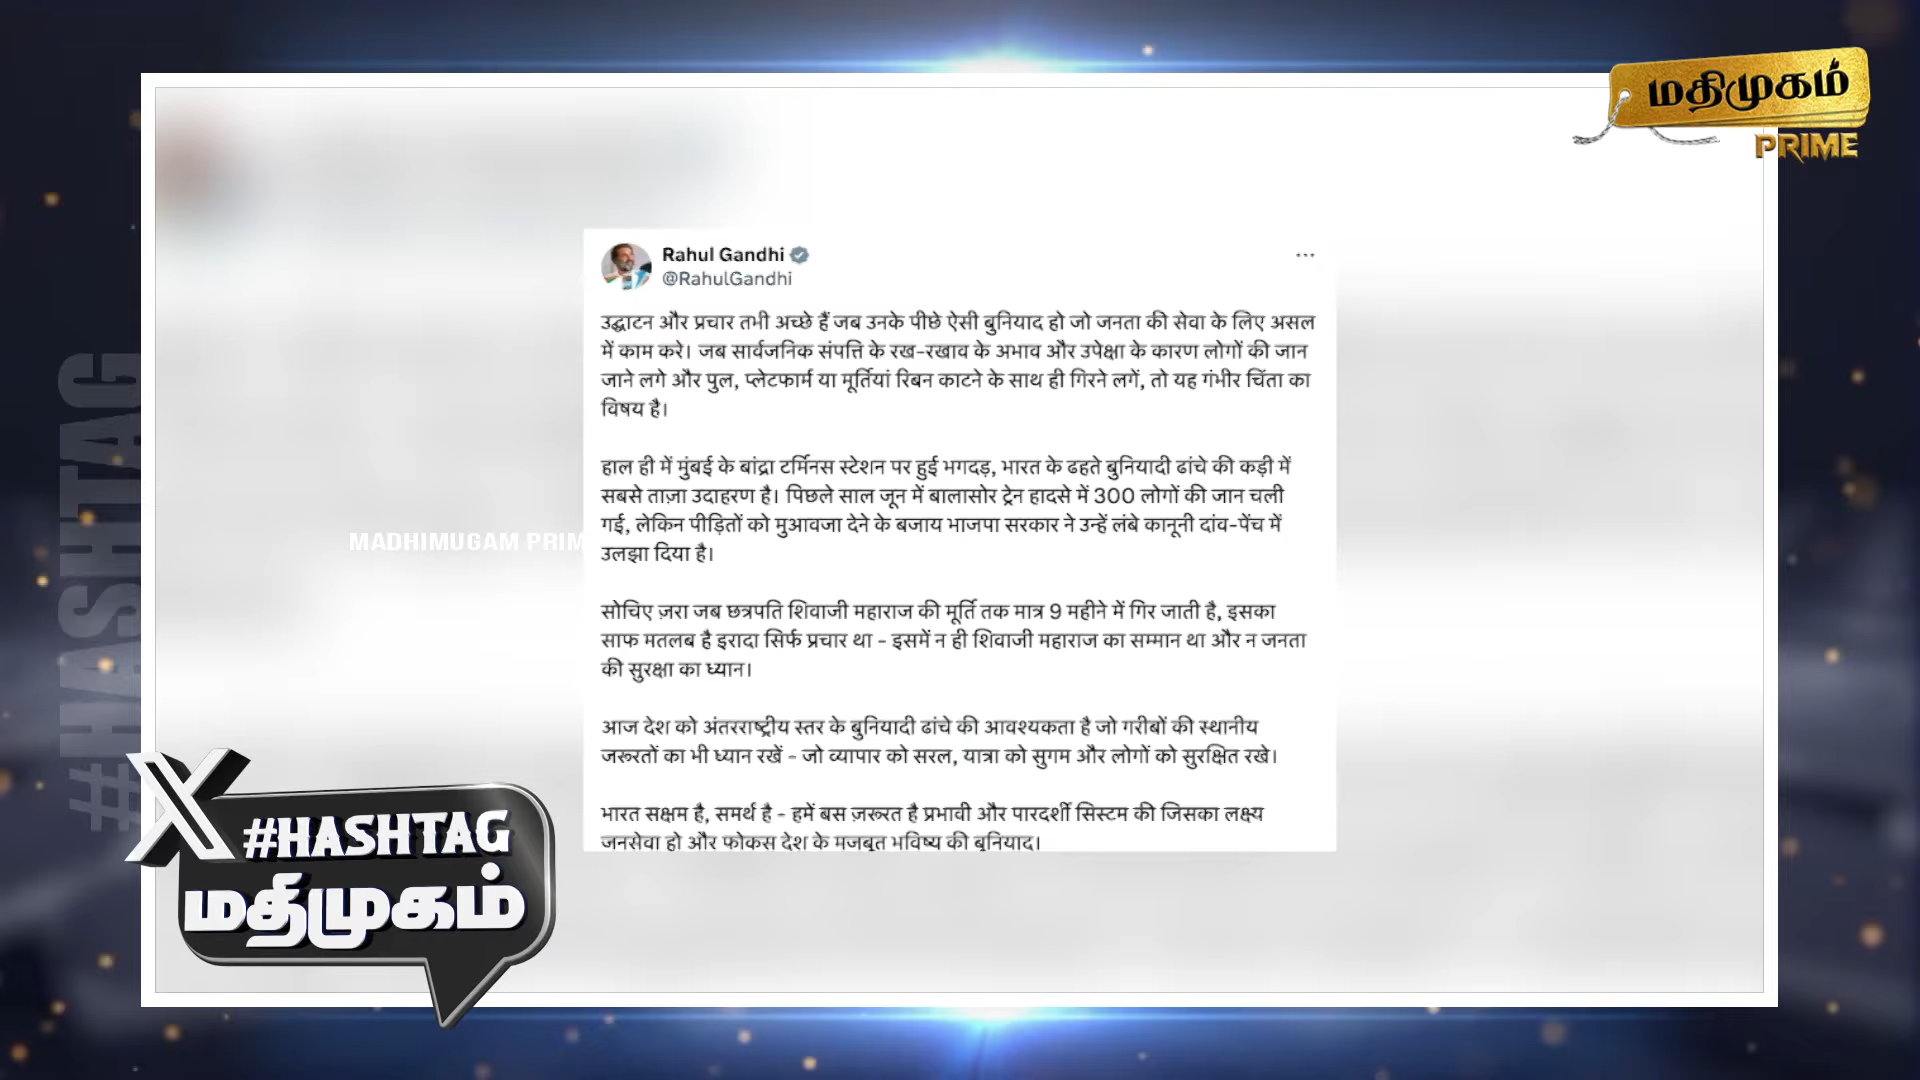 மதிமுகம்
PRIME
Rahul Gandhi
@RahulGandhi
उद्घाटन और प्रचार तभी अच्छे हैं जब उनके पीछे ऐसी बुनियाद हो जो जनता की सेवा के लिए असल
में काम करे। जब सार्वजनिक संपत्ति के रख-रखाव के अभाव और उपेक्षा के कारण लोगों की जान
जाने लगे और पुल, प्लेटफार्म या मूर्तियां रिबन काटने के साथ ही गिरने लगें, तो यह गंभीर चिंता का
विषय है।
हाल ही में मुंबई के बांद्रा टर्मिनस स्टेशन पर हुई भगदड़, भारत के ढहते बुनियादी ढांचे की कड़ी में
सबसे ताज़ा उदाहरण है। पिछले साल जून में बालासोर ट्रेन हादसे में 300 लोगों की जान चली
गई, लेकिन पीड़ितों को मुआवजा देने के बजाय भाजपा सरकार ने उन्हें लंबे कानूनी दांव-पेंच में
उलझा दिया है।
सोचिए ज़रा जब छत्रपति शिवाजी महाराज की मूर्ति तक मात्र 9 महीने में गिर जाती है, इसका
साफ मतलब है इरादा सिर्फ प्रचार था - इसमें न ही शिवाजी महाराज का सम्मान था और न जनता
की सुरक्षा का ध्यान।
आज देश को अंतरराष्ट्रीय स्तर के बुनियादी ढांचे की आवश्यकता है जो गरीबों की स्थानीय
जरूरतों का भी ध्यान रखें - जो व्यापार को सरल, यात्रा को सुगम और लोगों को सुरक्षित रखे।
भारत सक्षम है, समर्थ है - हमें बस ज़रूरत है प्रभावी और पारदर्शी सिस्टम की जिसका लक्ष्य
जनसेवा हो और फोकस देश के मजबूत भविष्य की बुनियाद।
MADHIMUGAM PRIM
#HASHTAG
#HASHTAG
மதிமுகம்